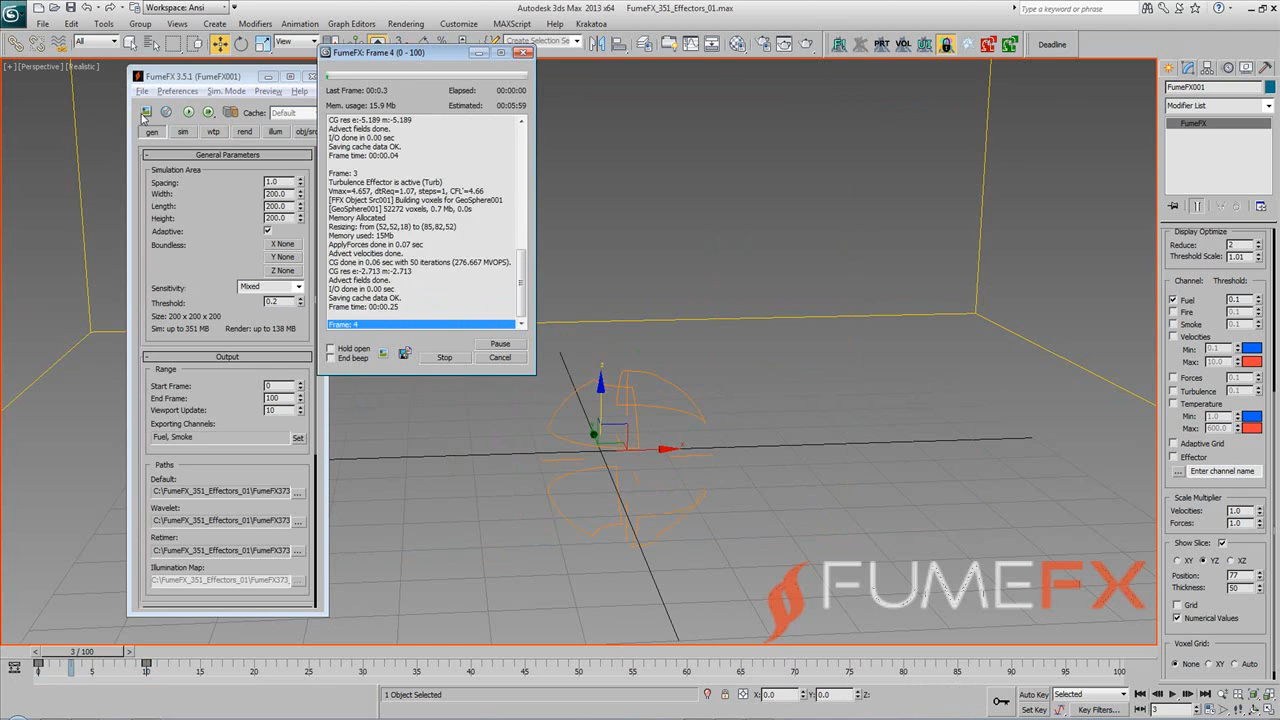 Autodesk 3ds Max 2013 x64 FumeFX_351_Effectors_01.max
Type a keyword or phrase
Edit Tools Group Views Create Modifiers Animation Graph Editors Rendering Customize MAXScript Help Krakatoa
All View Create Selection Se PRT VOL Deadline
[+] [Perspective] [Realistic]
FumeFX 3.5.1 (FumeFX001)
File Preferences Sim. Mode Preview Help
Cache: Default
gen sim wtp rend illum obj/src
General Parameters
Simulation Area
Spacing: 1.0
Width: 200.0
Length: 200.0
Height: 200.0
Adaptive:
Boundless: X None
Y None
Z None
Sensitivity: Mixed
Threshold: 0.2
Size: 200 x 200 x 200
Sim: up to 351 MB Render: up to 138 MB
Output
Range
Start Frame: 0
End Frame: 100
Viewport Update: 10
Exporting Channels:
Fuel, Smoke Set
Paths
Default:
C:\FumeFX_351_Effectors_01\FumeFX373 ...
Wavelet:
C:\FumeFX_351_Effectors_01\FumeFX373 ...
Retimer:
C:\FumeFX_351_Effectors_01\FumeFX373 ...
Illumination Map:
C:\FumeFX_351_Effectors_01\FumeFX373_ ...
FumeFX: Frame 4 (0 - 100)
Last Frame: 00:0.3 Elapsed: 00:00:00
Mem. usage: 15.9 Mb Estimated: 00:05:59
CG res e:-5.189 m:-5.189
Advect fields done.
I/O done in 0.00 sec
Saving cache data OK.
Frame time: 00:00.04
Frame: 3
Turbulence Effector is active (Turb)
Vmax=4.657, dtReq=1.07, steps=1, CFL'=4.66
[FFX Object Src001] Building voxels for GeoSphere001
[GeoSphere001] 52272 voxels, 0.7 Mb, 0.0s
Memory Allocated
Resizing: from (52,52,18) to (85,82,52)
Memory used: 15Mb
ApplyForces done in 0.07 sec
Advect velocities done.
CG done in 0.06 sec with 50 iterations (276.667 MVOPS).
CG res e:-2.713 m:-2.713
Advect fields done.
I/O done in 0.00 sec
Saving cache data OK.
Frame time: 00:00.25
Frame: 4
Hold open
End beep
Pause
Stop Cancel
z
x
FUMEFX
FumeFX001
Modifier List
FumeFX
Display Optimize
Reduce: 2
Threshold Scale: 1.01
Channel: Threshold:
Fuel 0.1
Fire 0.1
Smoke 0.1
Velocities
Min: 0.1
Max: 10.0
Forces 0.1
Turbulence 0.1
Temperature
Min: 1.0
Max: 600.0
Adaptive Grid
Effector
... Enter channel name
Scale Multiplier
Velocities: 1.0
Forces: 1.0
Show Slice:
XY YZ XZ
Position: 77
Thickness: 50
Grid
Numerical Values
Voxel Grid:
None XY Auto
< 3 / 100 >
0 10 15 20 25 30 35 40 45 50 55 60 65 70 75 80 85 90 95 100
1 Object Selected X: 0.0 Y: 0.0 Z:
Auto Key Selected
Set Key Key Filters... 3